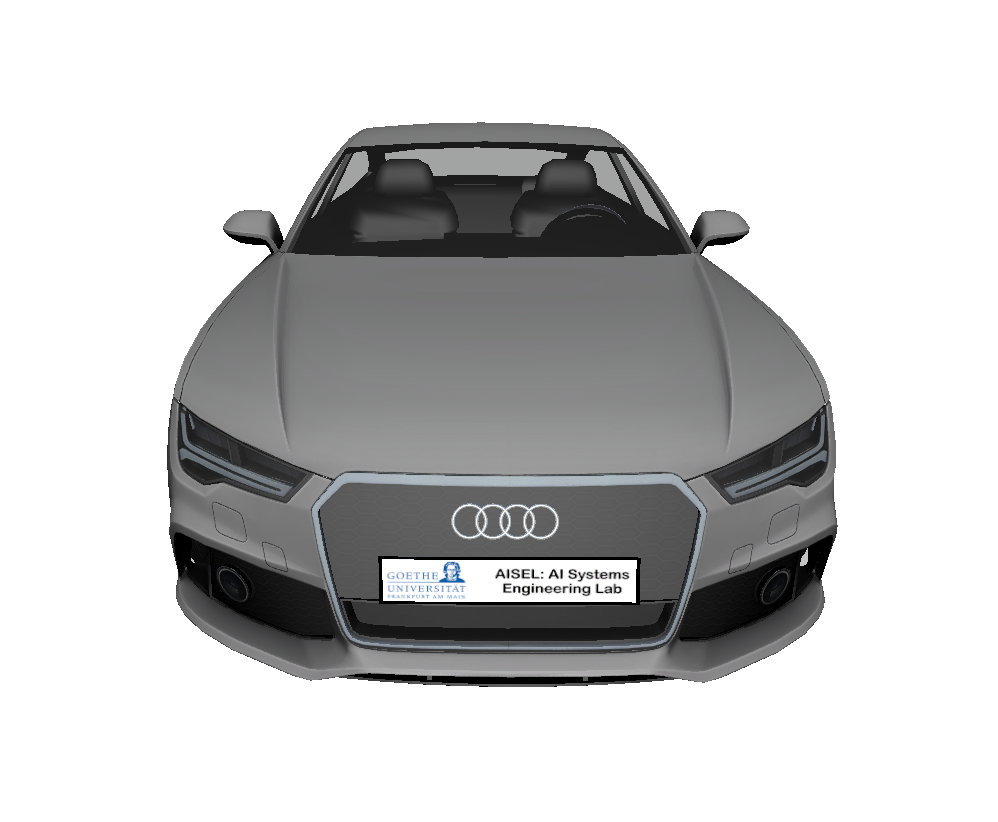 GOETHE
UNIVERSITÄT
FRANKFURT AM MAIN
AISEL: AI Systems
Engineering Lab